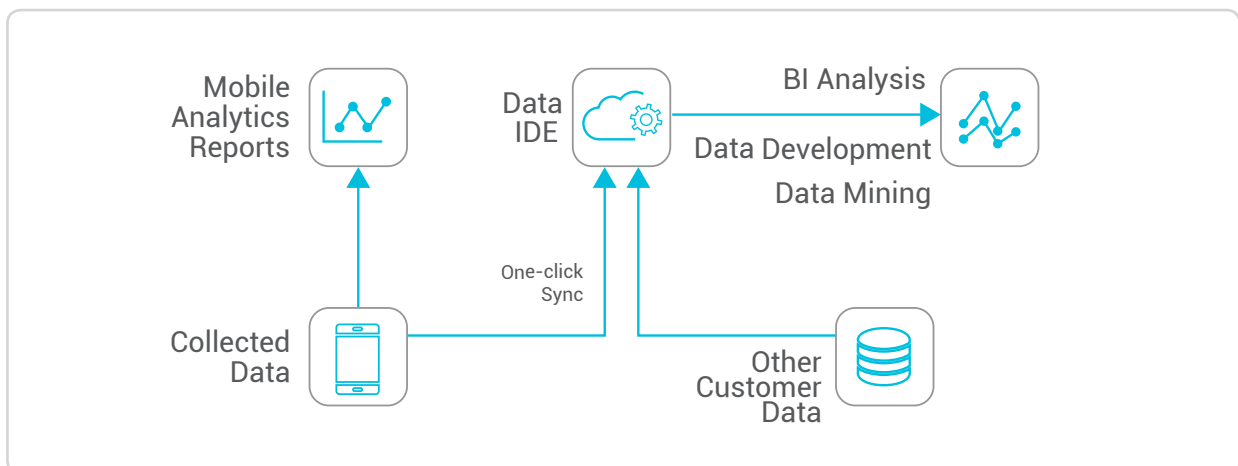 Mobile
Analytics
Reports
Data
IDE
BI Analysis
Data Development
Data Mining
One-click
Sync
Collected
Data
Other
Customer
Data